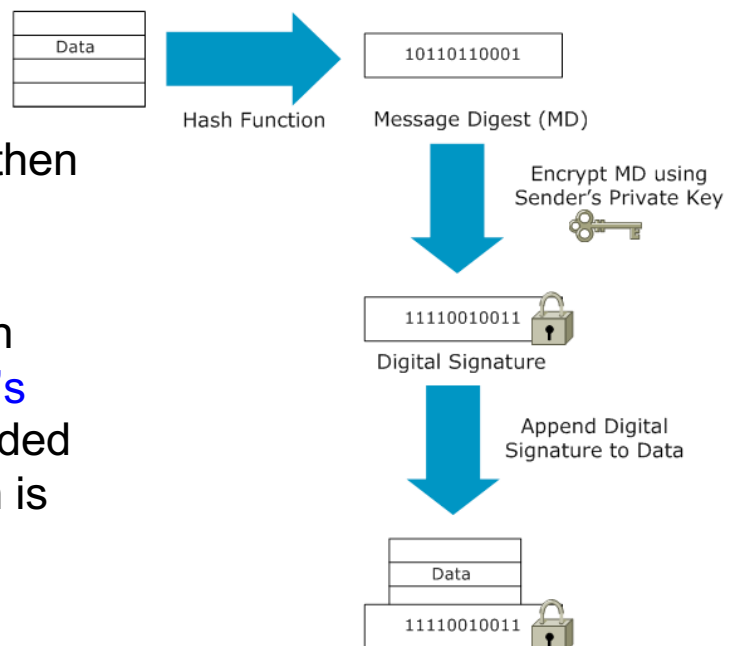 Data
10110110001
Hash Function
Message Digest (MD)
then
Encrypt MD using
Sender's Private Key
11110010011
Digital Signature
's
ded
is
Append Digital
Signature to Data
Data
11110010011